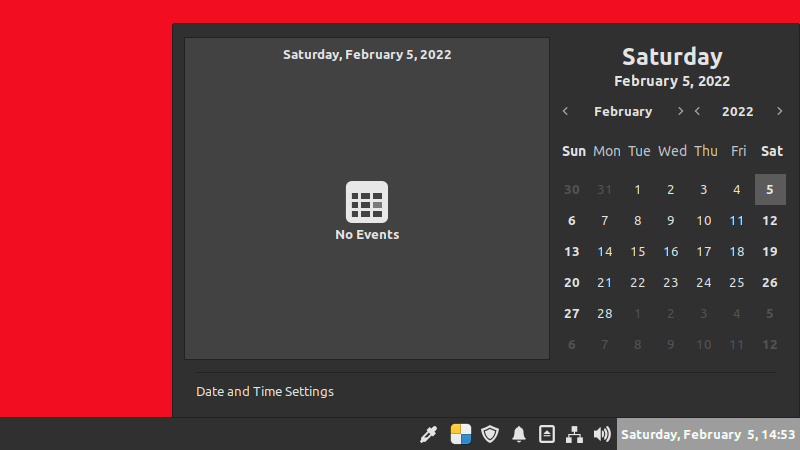 Saturday, February 5, 2022
No Events
Date and Time Settings
Saturday
February 5, 2022
February 2022
Sun Mon Tue Wed Thu Fri Sat
30 31 1 2 3 4 5
6 7 8 9 10 11 12
13 14 15 16 17 18 19
20 21 22 23 24 25 26
27 28 1 2 3 4 5
6 7 8 9 10 11 12
Saturday, February 5, 14:53